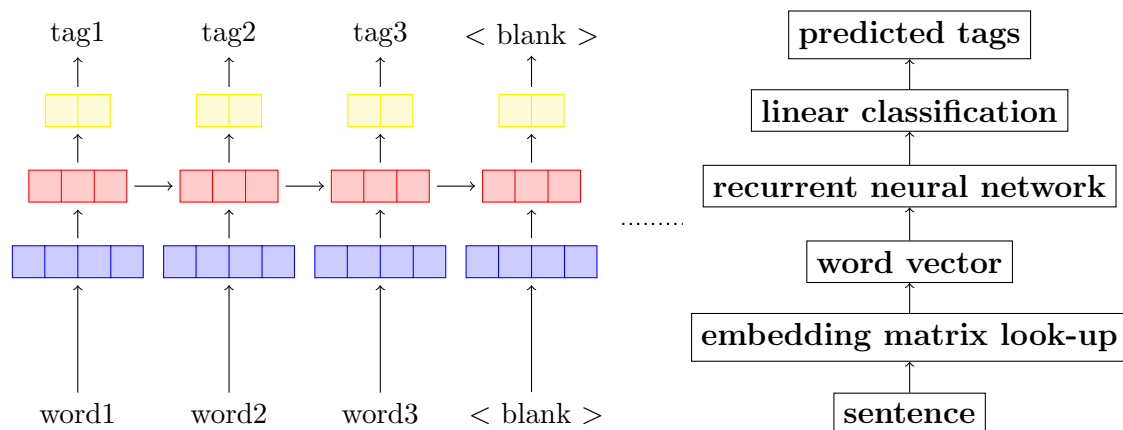 tag1 tag2 tag3 < blank >
word1 word2 word3 < blank >
.........
predicted tags
linear classification
recurrent neural network
word vector
embedding matrix look-up
sentence